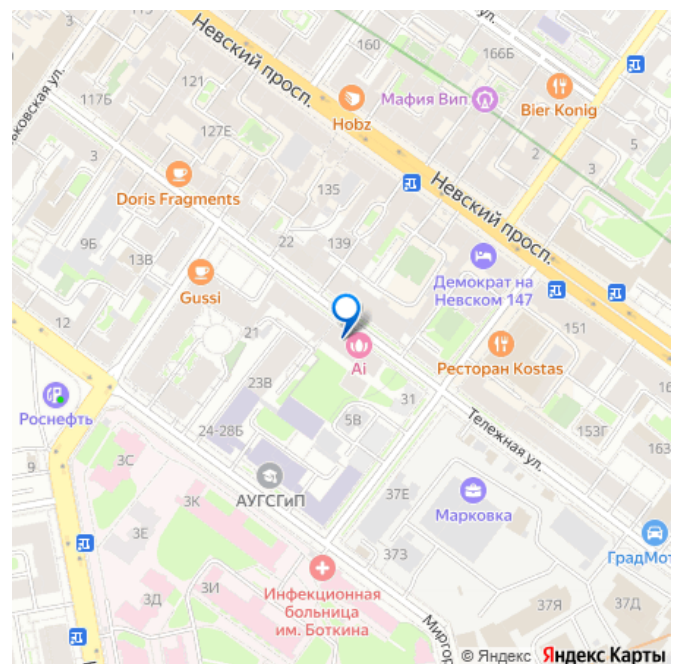 Невский просп.
160
166Б
121
117Б
Мафия Вип
Hobz
Bier Konig
127Е
3
2
3
5
135
Doris Fragments
Невский просп.
9Б
13В
22
139
Gussi
Демократ на
Невском 147
12
21
151
Ai
Ресторан Kostas
Роснефть
23В
31
24-28Б
5В
Тележная ул.
153Г
163
9
3С
АУГСГиП
3К
37Е
Марковка
3Е
373
ГрадМот
Инфекционная
больница
им. Боткина
3И
3Д
37Я
37Д
© Яндекс Яндекс Карты